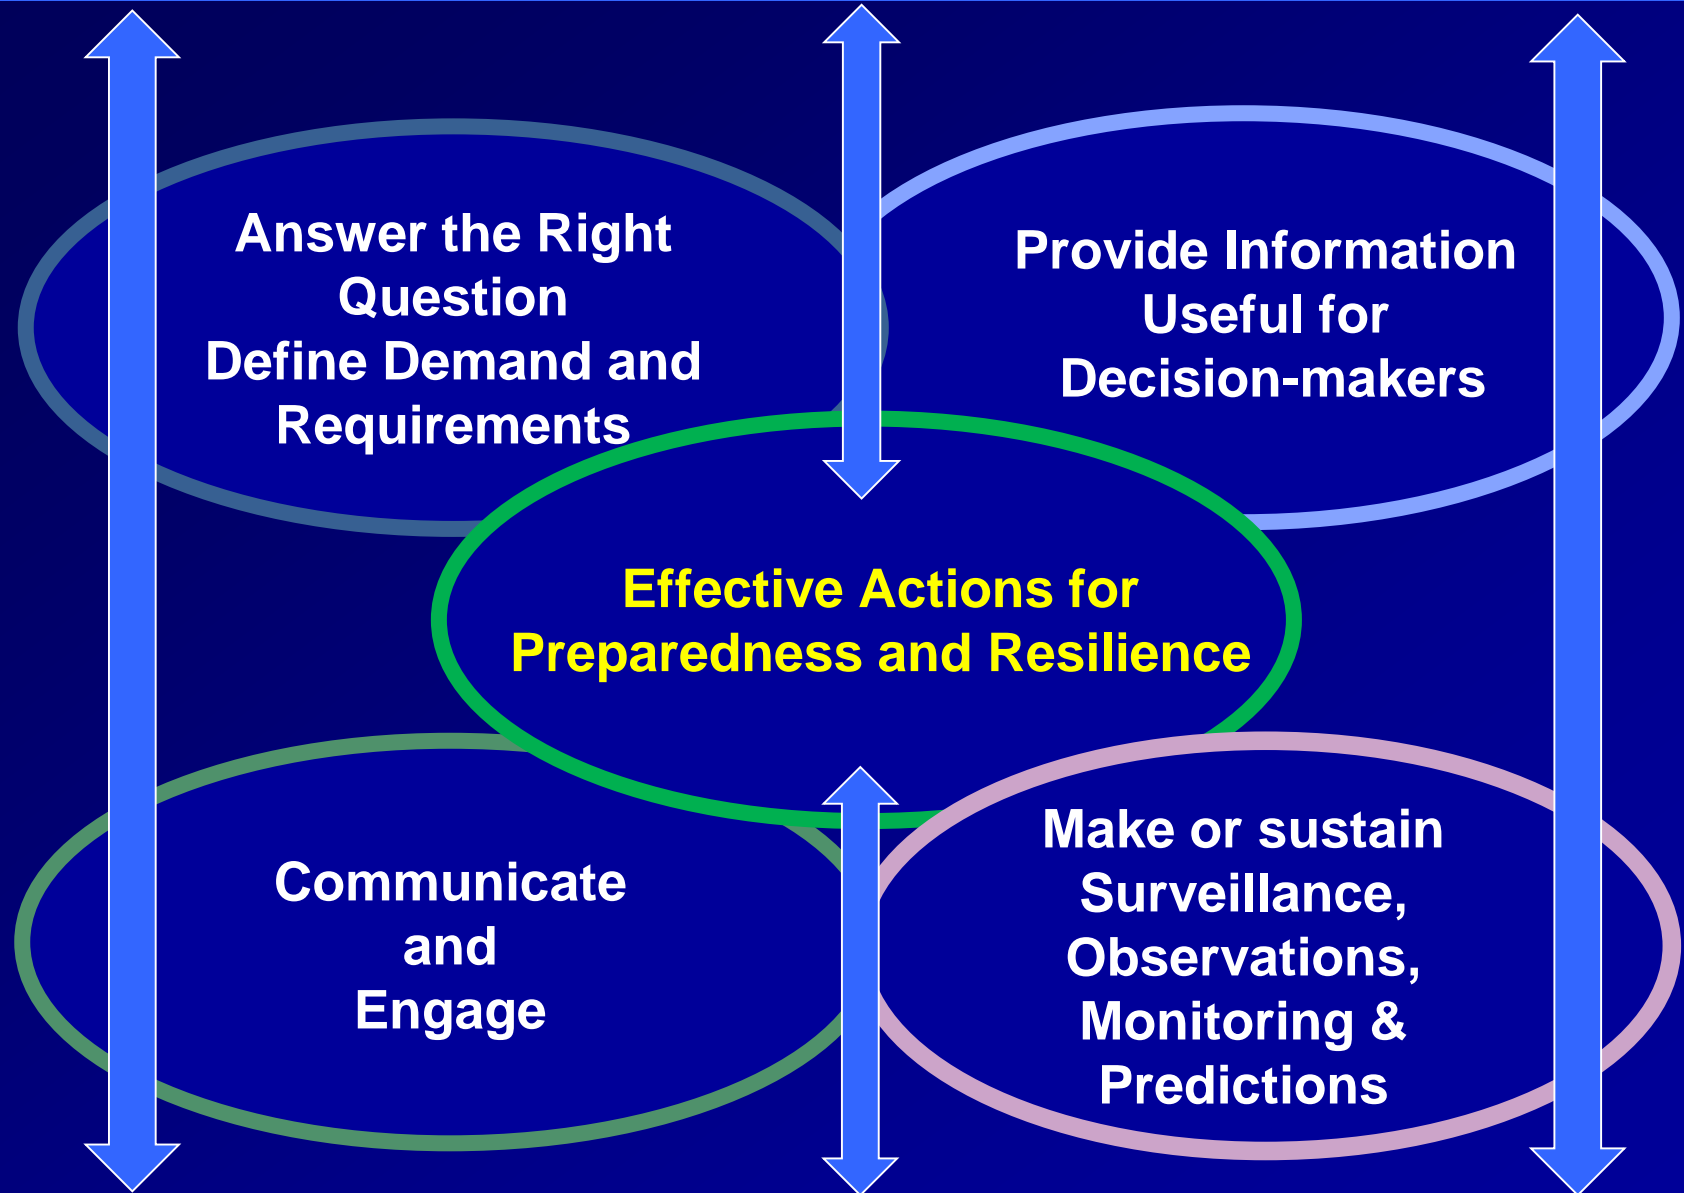 Answer the Right
Question
Define Demand and
Requirements
Provide Information
Useful for
Decision-makers
Effective Actions for
Preparedness and Resilience
Communicate
and
Engage
Make or sustain
Surveillance,
Observations,
Monitoring &
Predictions